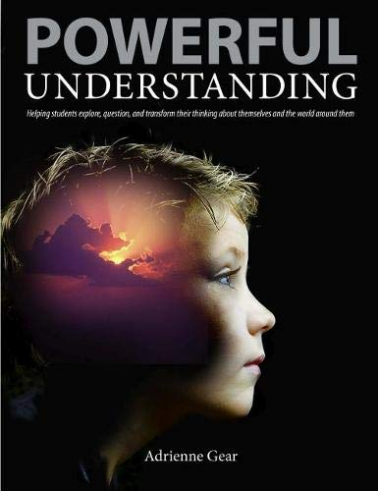 POWERFUL
UNDERSTANDING
Helping students explore, question, and transform their thinking about themselves and the world around them
Adrienne Gear